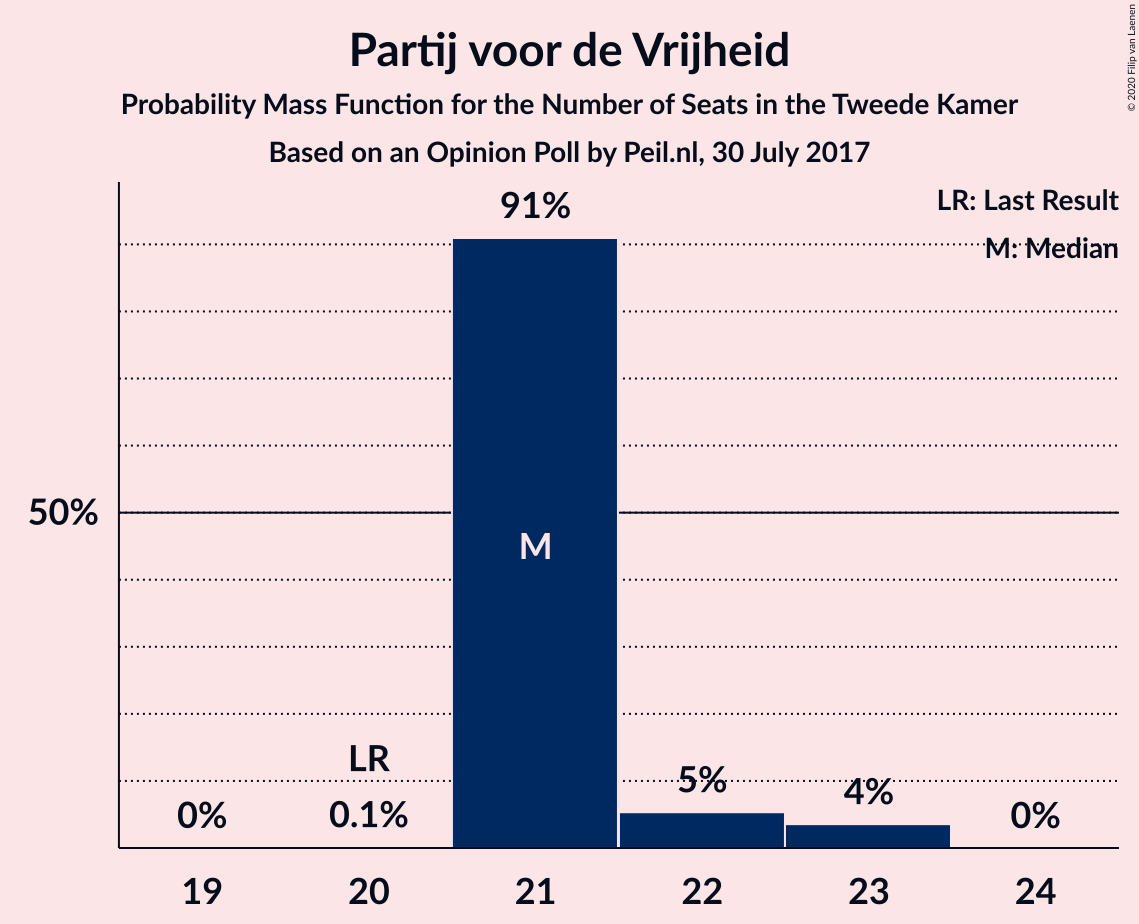 Partij voor de Vrijheid
Probability Mass Function for the Number of Seats in the Tweede Kamer
Based on an Opinion Poll by Peil.nl, 30 July 2017
© 2020 Filip van Laenen
LR: Last Result
M: Median
91%
50%
M
LR
0%
0.1%
5%
4%
0%
19
20
21
22
23
24